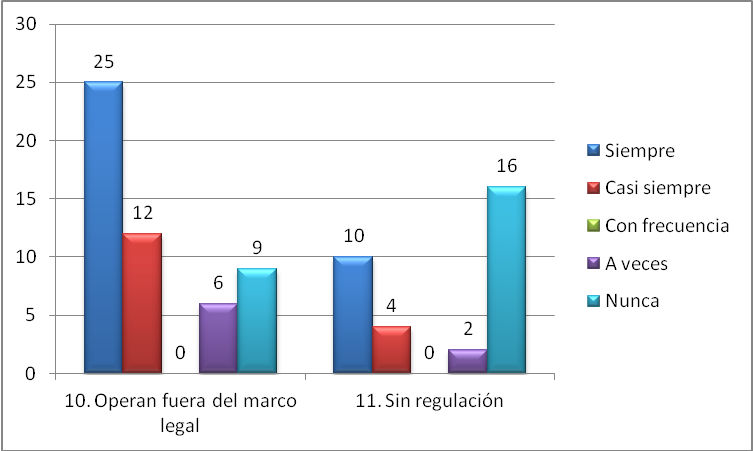 30
25
20
15
10
5
0
25
12
0
6
9
10
4
0
2
16
10. Operan fuera del marco
legal
11. Sin regulación
Siempre
Casi siempre
Con frecuencia
A veces
Nunca